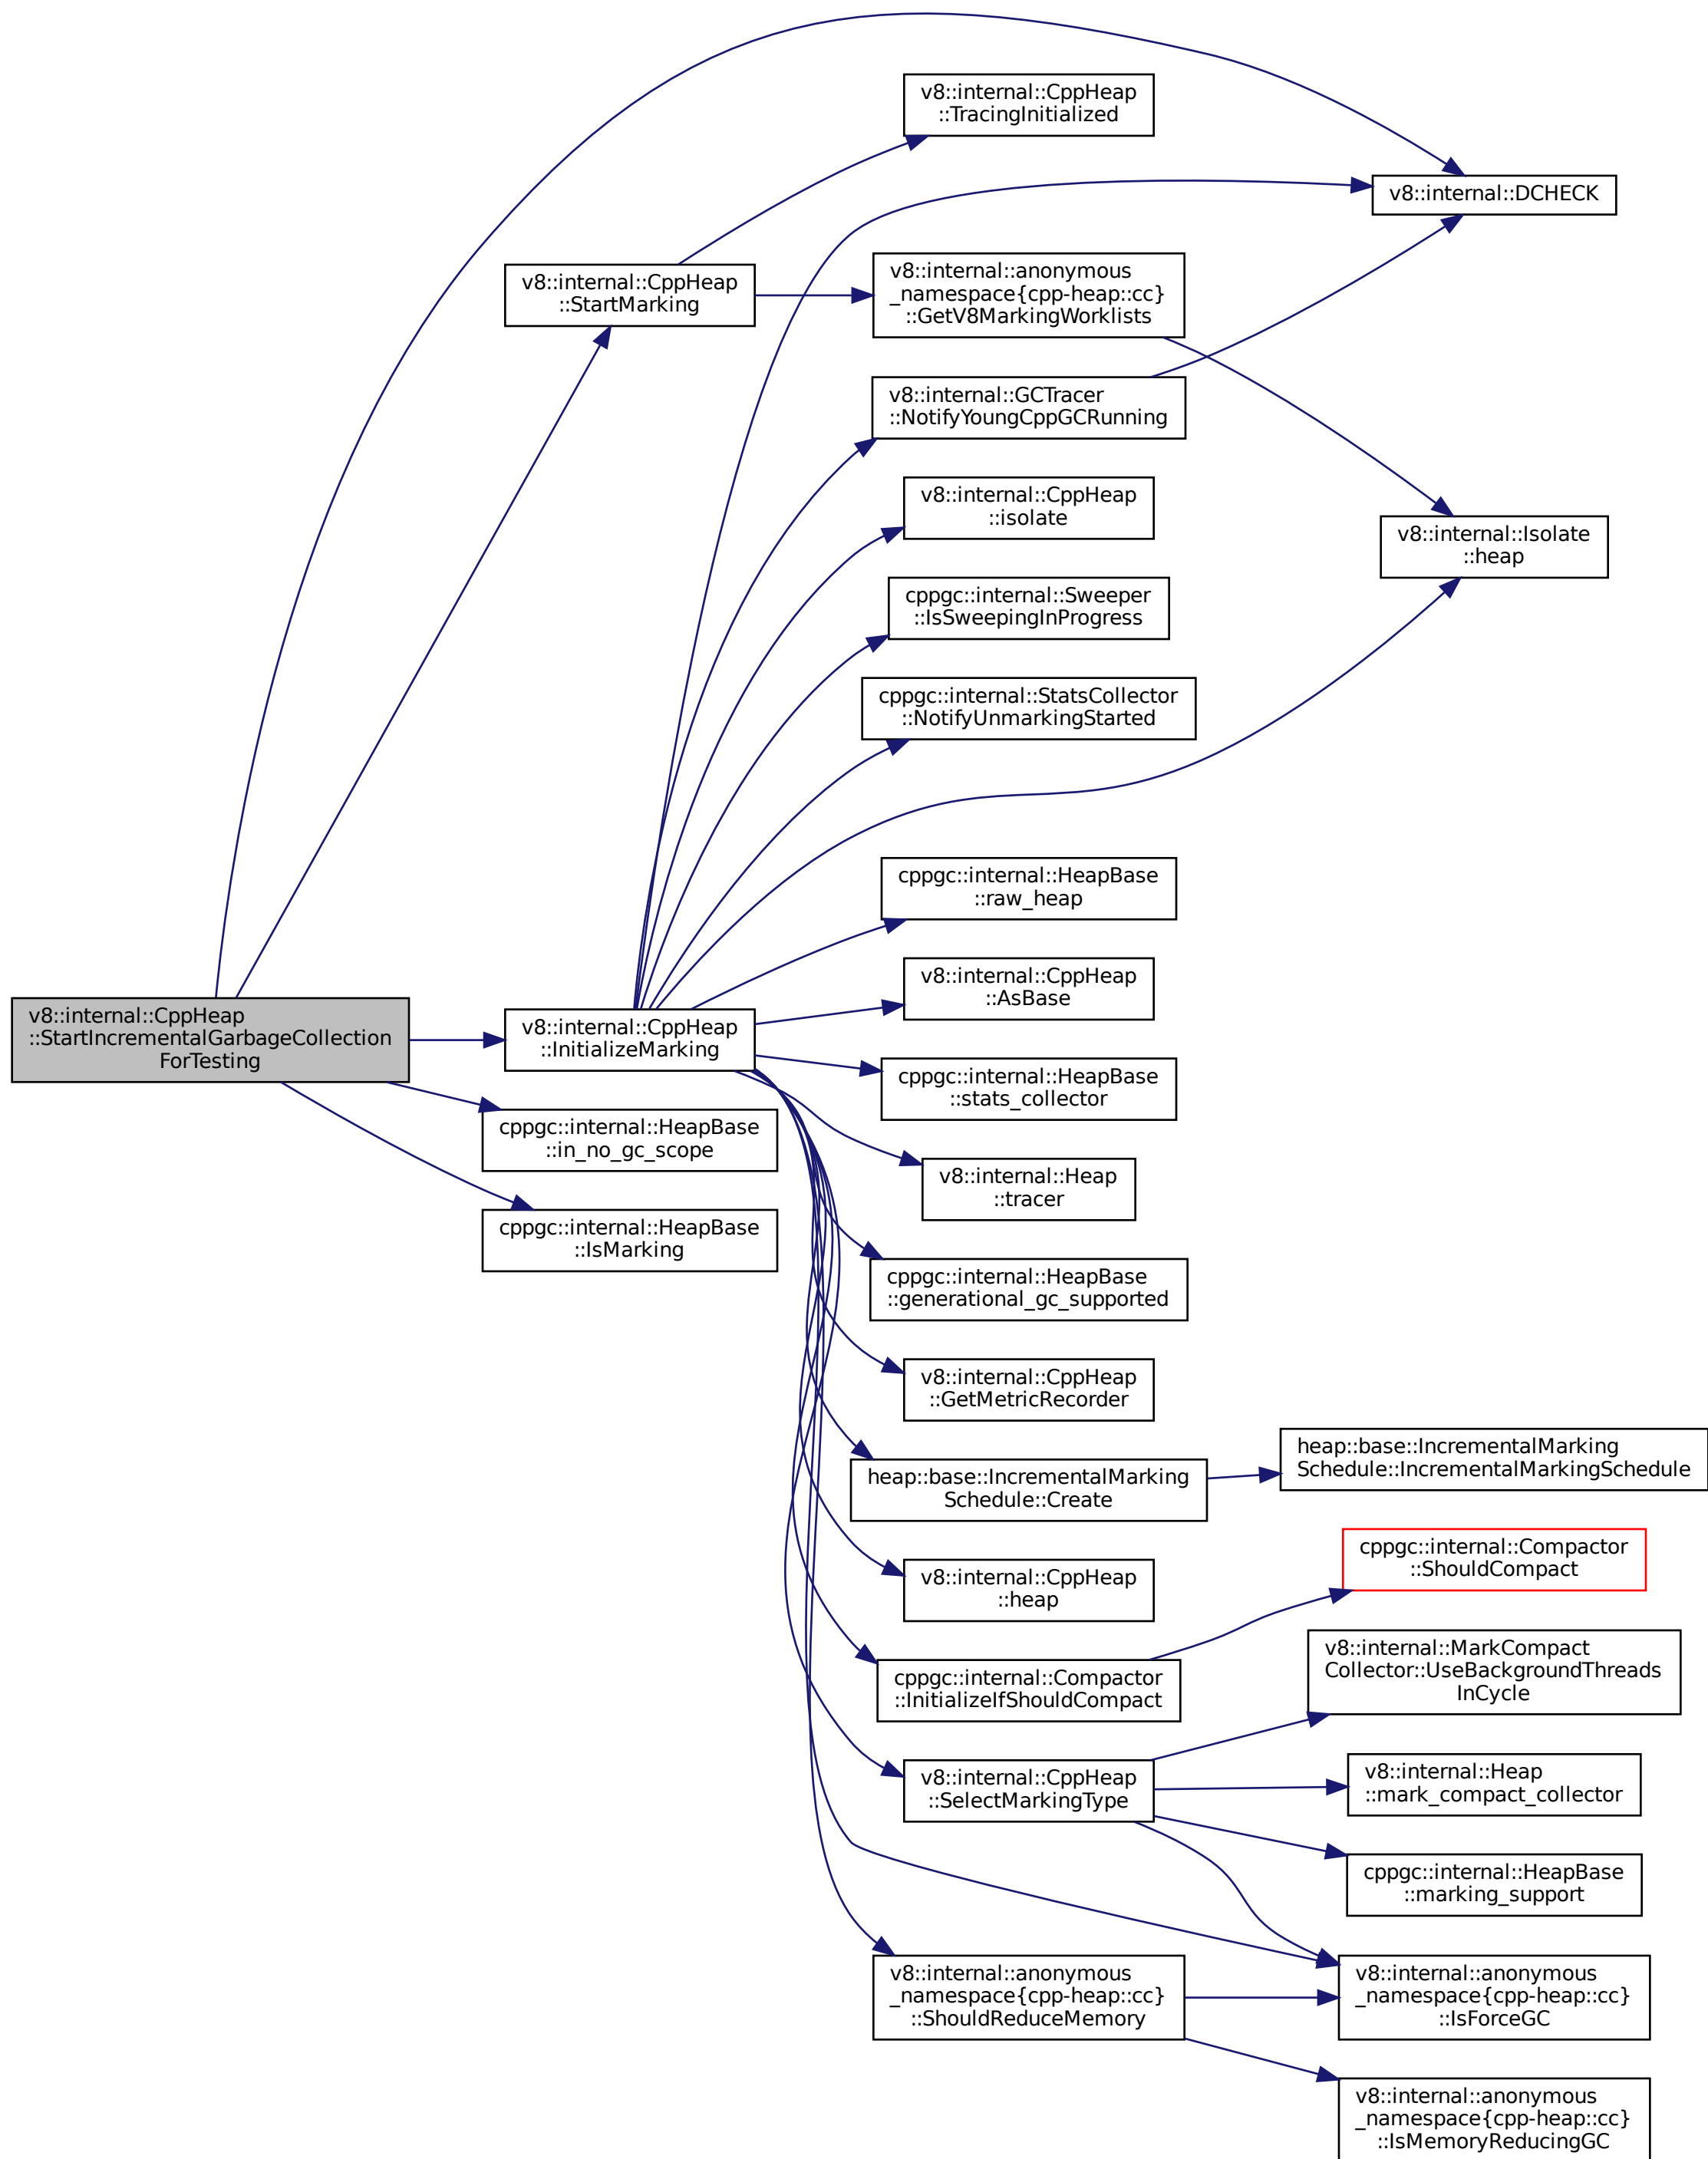 v8::internal::CppHeap
::TracingInitialized
v8::internal::DCHECK
v8::internal::CppHeap
::StartMarking
v8::internal::anonymous
_namespace{cpp-heap::cc}
::GetV8MarkingWorklists
v8::internal::GCTracer
::NotifyYoungCppGCRunning
v8::internal::CppHeap
::isolate
v8::internal::Isolate
::heap
cppgc::internal::Sweeper
::IsSweepingInProgress
cppgc::internal::StatsCollector
::NotifyUnmarkingStarted
cppgc::internal::HeapBase
::raw_heap
v8::internal::CppHeap
::AsBase
v8::internal::CppHeap
::StartIncrementalGarbageCollection
ForTesting
v8::internal::CppHeap
::InitializeMarking
cppgc::internal::HeapBase
::stats_collector
cppgc::internal::HeapBase
::in_no_gc_scope
v8::internal::Heap
::tracer
cppgc::internal::HeapBase
::IsMarking
cppgc::internal::HeapBase
::generational_gc_supported
v8::internal::CppHeap
::GetMetricRecorder
heap::base::IncrementalMarking
Schedule::Create
heap::base::IncrementalMarking
Schedule::IncrementalMarkingSchedule
v8::internal::CppHeap
::heap
cppgc::internal::Compactor
::ShouldCompact
cppgc::internal::Compactor
::InitializeIfShouldCompact
v8::internal::MarkCompact
Collector::UseBackgroundThreads
InCycle
v8::internal::CppHeap
::SelectMarkingType
v8::internal::Heap
::mark_compact_collector
cppgc::internal::HeapBase
::marking_support
v8::internal::anonymous
_namespace{cpp-heap::cc}
::ShouldReduceMemory
v8::internal::anonymous
_namespace{cpp-heap::cc}
::IsForceGC
v8::internal::anonymous
_namespace{cpp-heap::cc}
::IsMemoryReducingGC